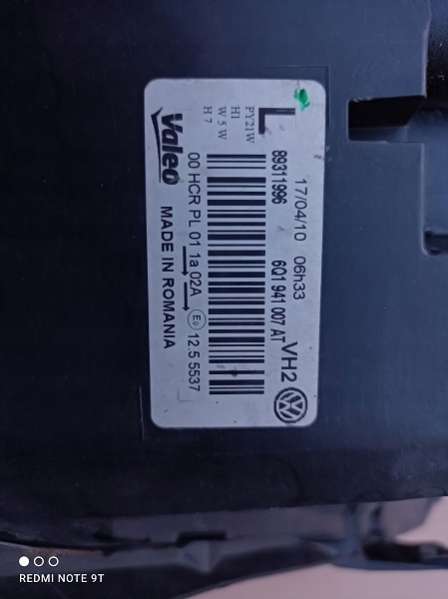 L
17/04/10 06h33
PY21W
H1
W5W
H7
89311996
6Q1 941 007 AT
VH2
Valeo
00 HCR PL 01 1a 02A
12.5 5537
MADE IN ROMANIA
REDMI NOTE 9T